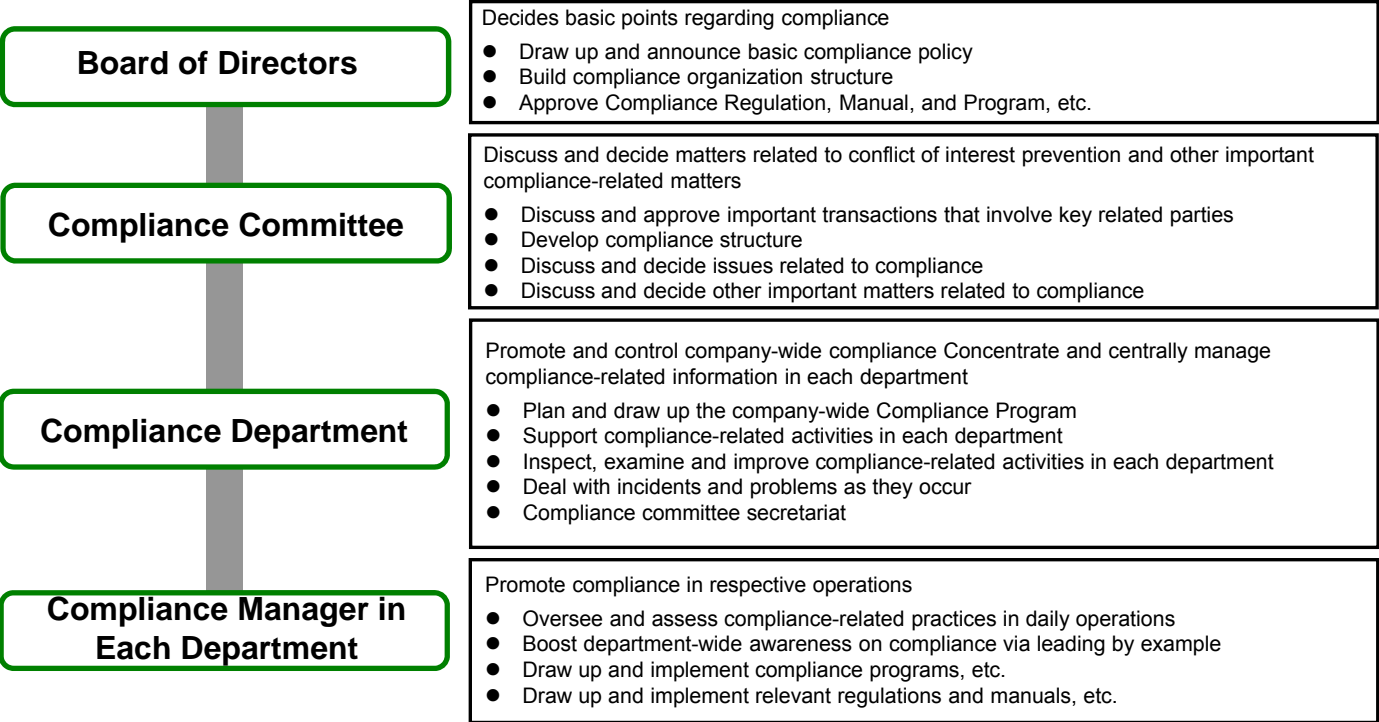 Board of Directors
Decides basic points regarding compliance
● Draw up and announce basic compliance policy
● Build compliance organization structure
● Approve Compliance Regulation, Manual, and Program, etc.
Compliance Committee
Discuss and decide matters related to conflict of interest prevention and other important
compliance-related matters
● Discuss and approve important transactions that involve key related parties
● Develop compliance structure
● Discuss and decide issues related to compliance
● Discuss and decide other important matters related to compliance
Compliance Department
Promote and control company-wide compliance Concentrate and centrally manage
compliance-related information in each department
● Plan and draw up the company-wide Compliance Program
● Support compliance-related activities in each department
● Inspect, examine and improve compliance-related activities in each department
● Deal with incidents and problems as they occur
● Compliance committee secretariat
Compliance Manager in
Each Department
Promote compliance in respective operations
● Oversee and assess compliance-related practices in daily operations
● Boost department-wide awareness on compliance via leading by example
● Draw up and implement compliance programs, etc.
● Draw up and implement relevant regulations and manuals, etc.